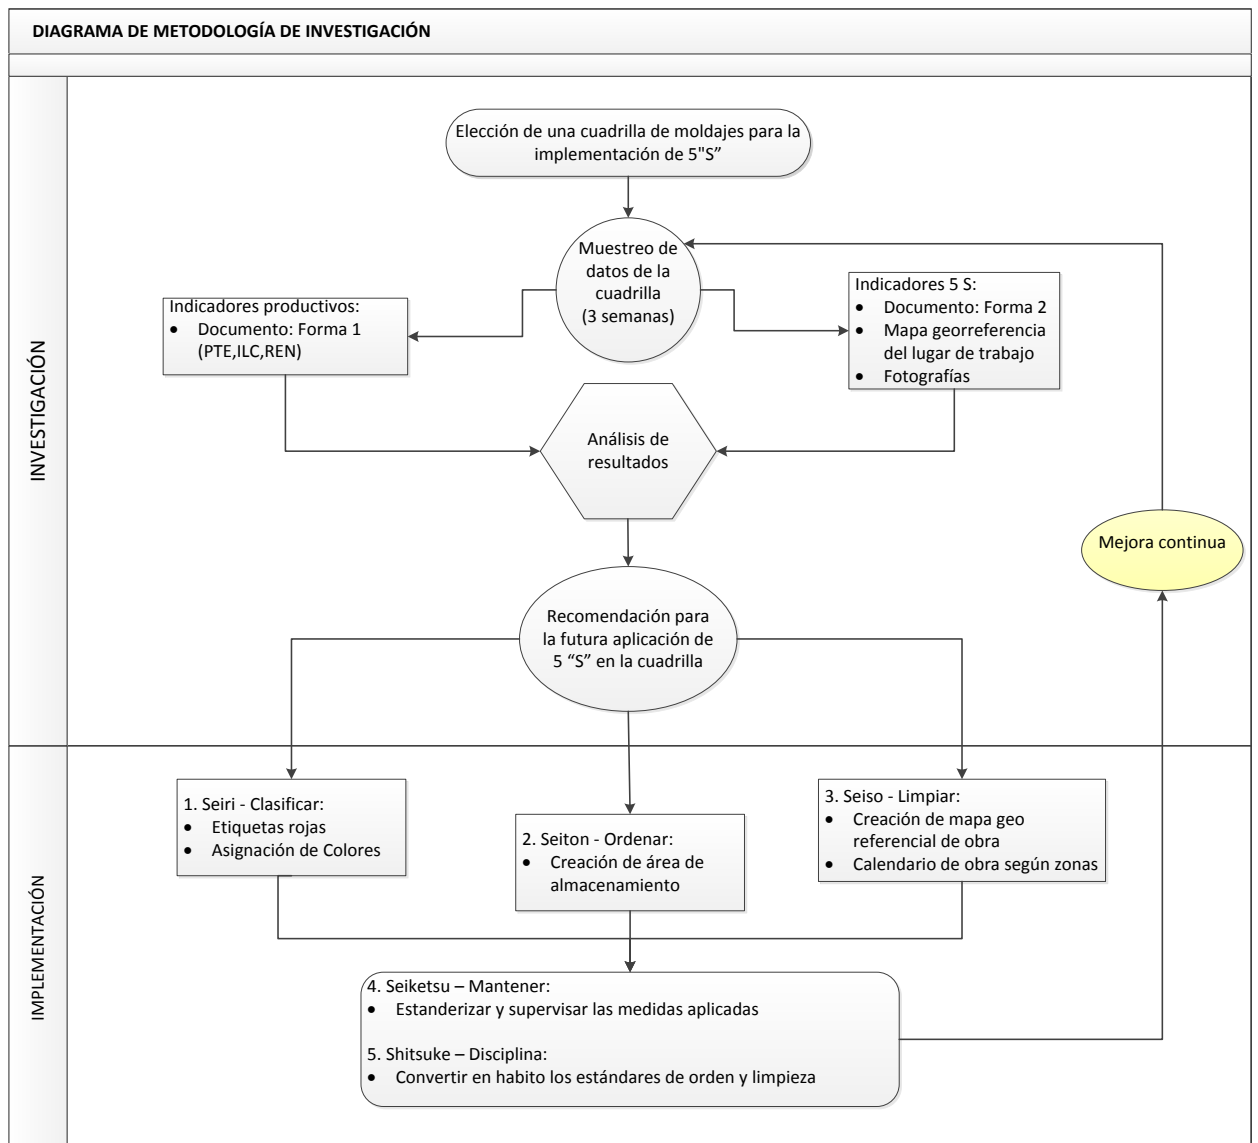 DIAGRAMA DE METODOLOGÍA DE INVESTIGACIÓN
INVESTIGACIÓN
Elección de una cuadrilla de moldajes para la
implementación de 5"S”
Muestreo de
datos de la
cuadrilla
(3 semanas)
Indicadores productivos:
• Documento: Forma 1
(PTE,ILC,REN)
Indicadores 5 S:
• Documento: Forma 2
• Mapa georreferencia
del lugar de trabajo
• Fotografías
Análisis de
resultados
Mejora continua
Recomendación para
la futura aplicación de
5 “S” en la cuadrilla
IMPLEMENTACIÓN
1. Seiri - Clasificar:
• Etiquetas rojas
• Asignación de Colores
2. Seiton - Ordenar:
• Creación de área de
almacenamiento
3. Seiso - Limpiar:
• Creación de mapa geo
referencial de obra
• Calendario de obra según zonas
4. Seiketsu – Mantener:
• Estanderizar y supervisar las medidas aplicadas
5. Shitsuke – Disciplina:
• Convertir en habito los estándares de orden y limpieza